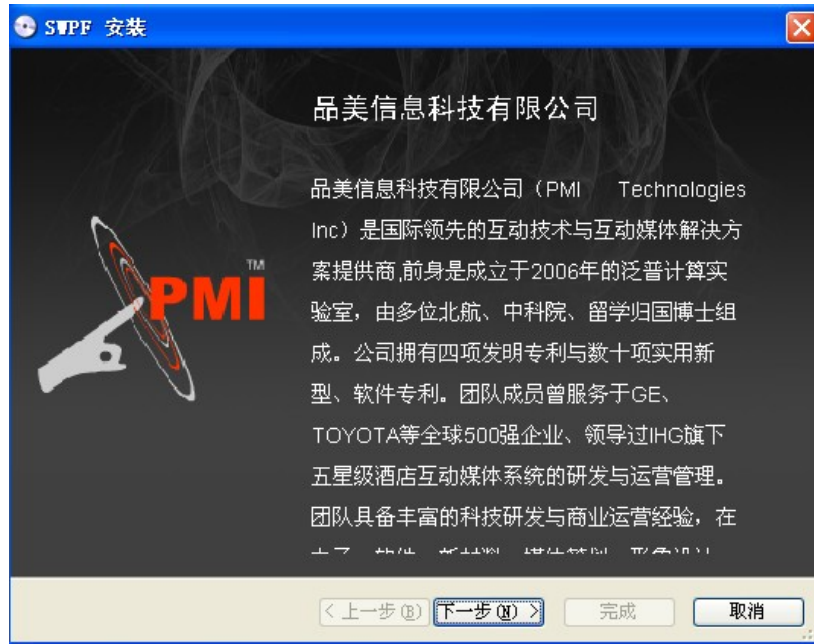 SWPF 安装
品美信息科技有限公司
品美信息科技有限公司（PMI Technologies
Inc）是国际领先的互动技术与互动媒体解决方
案提供商,前身是成立于2006年的泛普计算实
验室，由多位北航、中科院、留学归国博士组
成。公司拥有四项发明专利与数十项实用新
型、软件专利。团队成员曾服务于GE、
TOYOTA等全球500强企业、领导过IHG旗下
五星级酒店互动媒体系统的研发与运营管理。
团队具备丰富的科技研发与商业运营经验，在
PMI
TM
< 上一步(B) 下一步(N) > 完成 取消